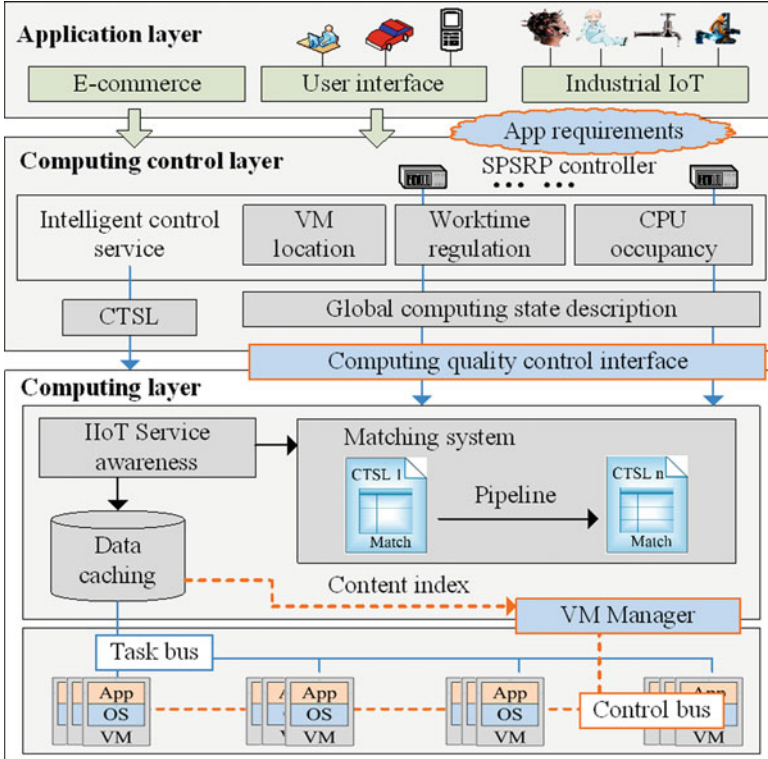 Application layer
E-commerce
User interface
Industrial IoT
App requirements
Computing control layer
SPSRP controller
... ...
Intelligent control
service
VM
location
Worktime
regulation
CPU
occupancy
CTSL
Global computing state description
Computing quality control interface
Computing layer
IIoT Service
awareness
Matching system
CTSL 1
Match
Pipeline
CTSL n
Match
Data
caching
Content index
VM Manager
Task bus
App
OS
VM
App
OS
VM
App
OS
VM
App
Control bus
VM